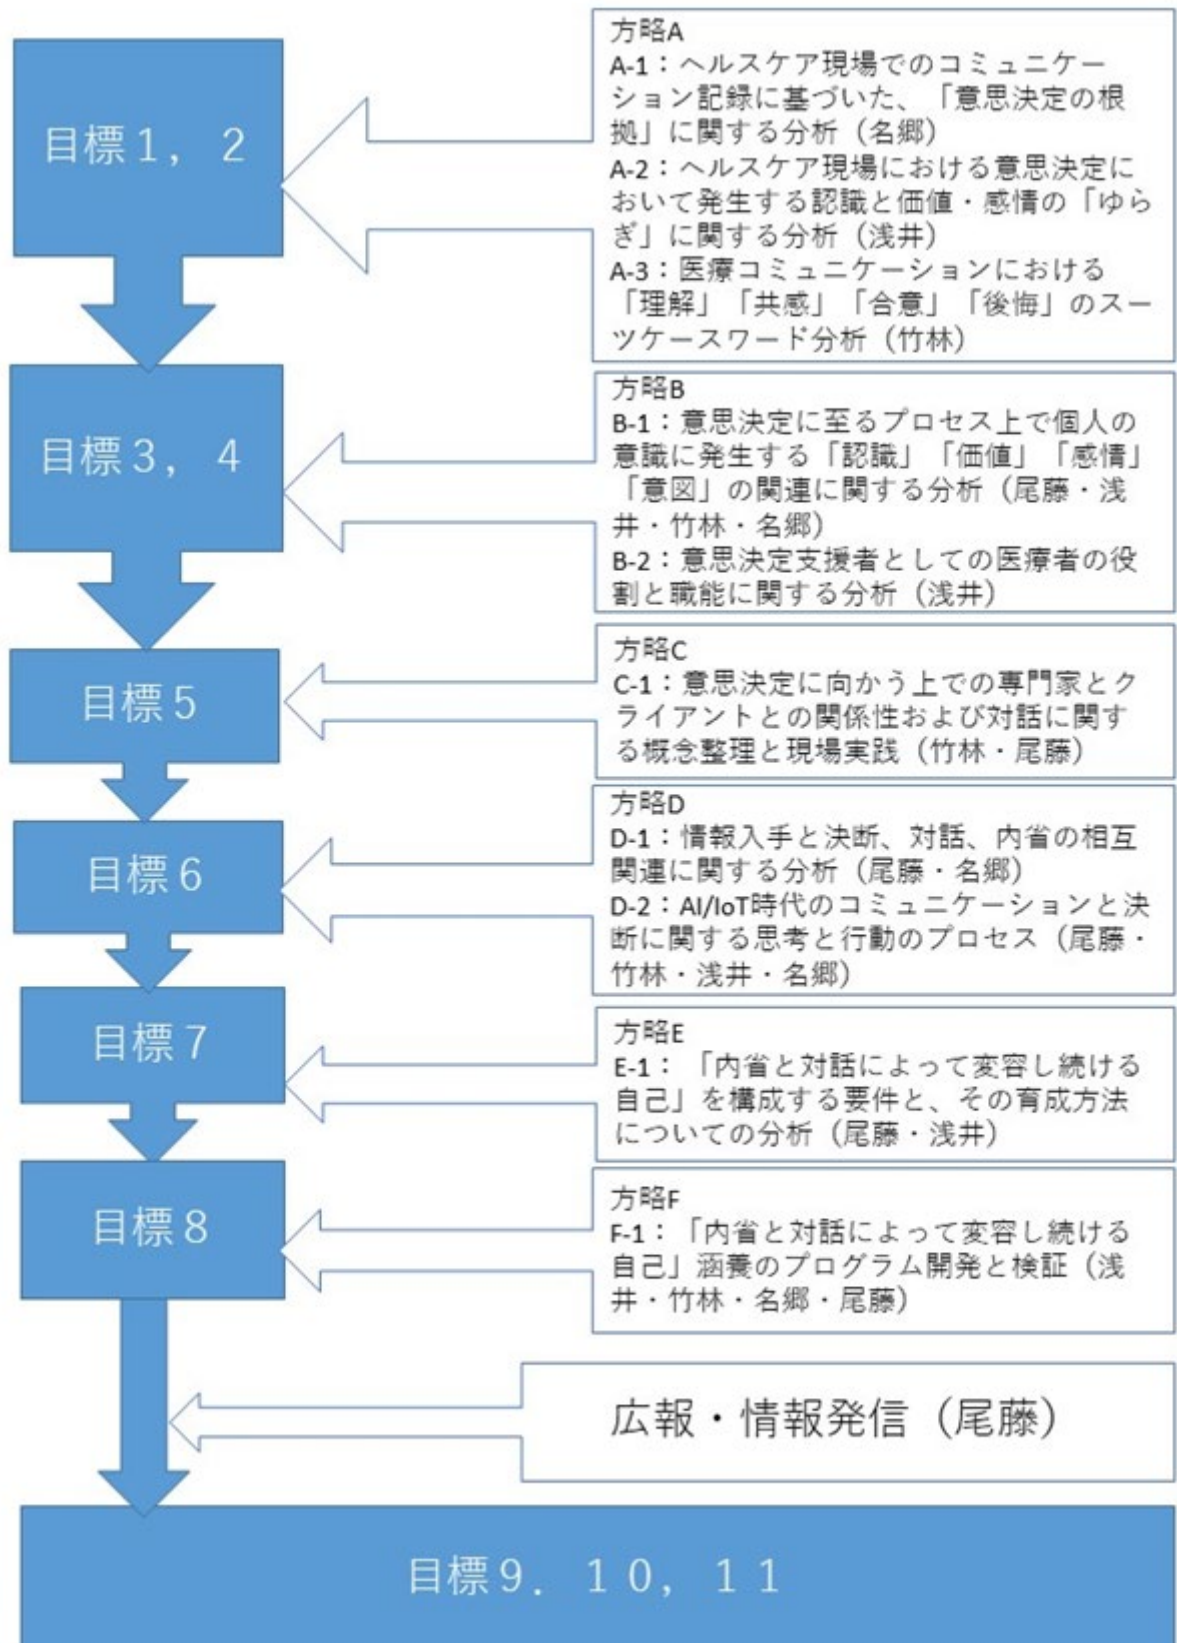 目標１，２
方略A
A-1：ヘルスケア現場でのコミュニケー
ション記録に基づいた、「意思決定の根
拠」に関する分析（名郷）
A-2：ヘルスケア現場における意思決定に
おいて発生する認識と価値・感情の「ゆら
ぎ」に関する分析（浅井）
A-3：医療コミュニケーションにおける
「理解」「共感」「合意」「後悔」のスー
ツケースワード分析（竹林）
目標３，４
方略B
B-1：意思決定に至るプロセス上で個人の
意識に発生する「認識」「価値」「感情」
「意図」の関連に関する分析（尾藤・浅
井・竹林・名郷）
B-2：意思決定支援者としての医療者の役
割と職能に関する分析（浅井）
目標５
方略C
C-1：意思決定に向かう上での専門家とク
ライアントとの関係性および対話に関す
る概念整理と現場実践（竹林・尾藤）
目標６
方略D
D-1：情報入手と決断、対話、内省の相互
関連に関する分析（尾藤・名郷）
D-2：AI/IoT時代のコミュニケーションと決
断に関する思考と行動のプロセス（尾藤・
竹林・浅井・名郷）
目標７
方略E
E-1：「内省と対話によって変容し続ける
自己」を構成する要件と、その育成方法
についての分析（尾藤・浅井）
目標８
方略F
F-1：「内省と対話によって変容し続ける
自己」涵養のプログラム開発と検証（浅
井・竹林・名郷・尾藤）
広報・情報発信（尾藤）
目標９．１０，１１